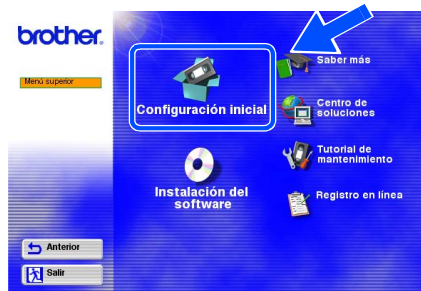 brother
Menú superior
Configuración inicial
Instalación del
software
Saber más
Centro de
soluciones
Tutorial de
mantenimiento
Registro en línea
Anterior
Salir